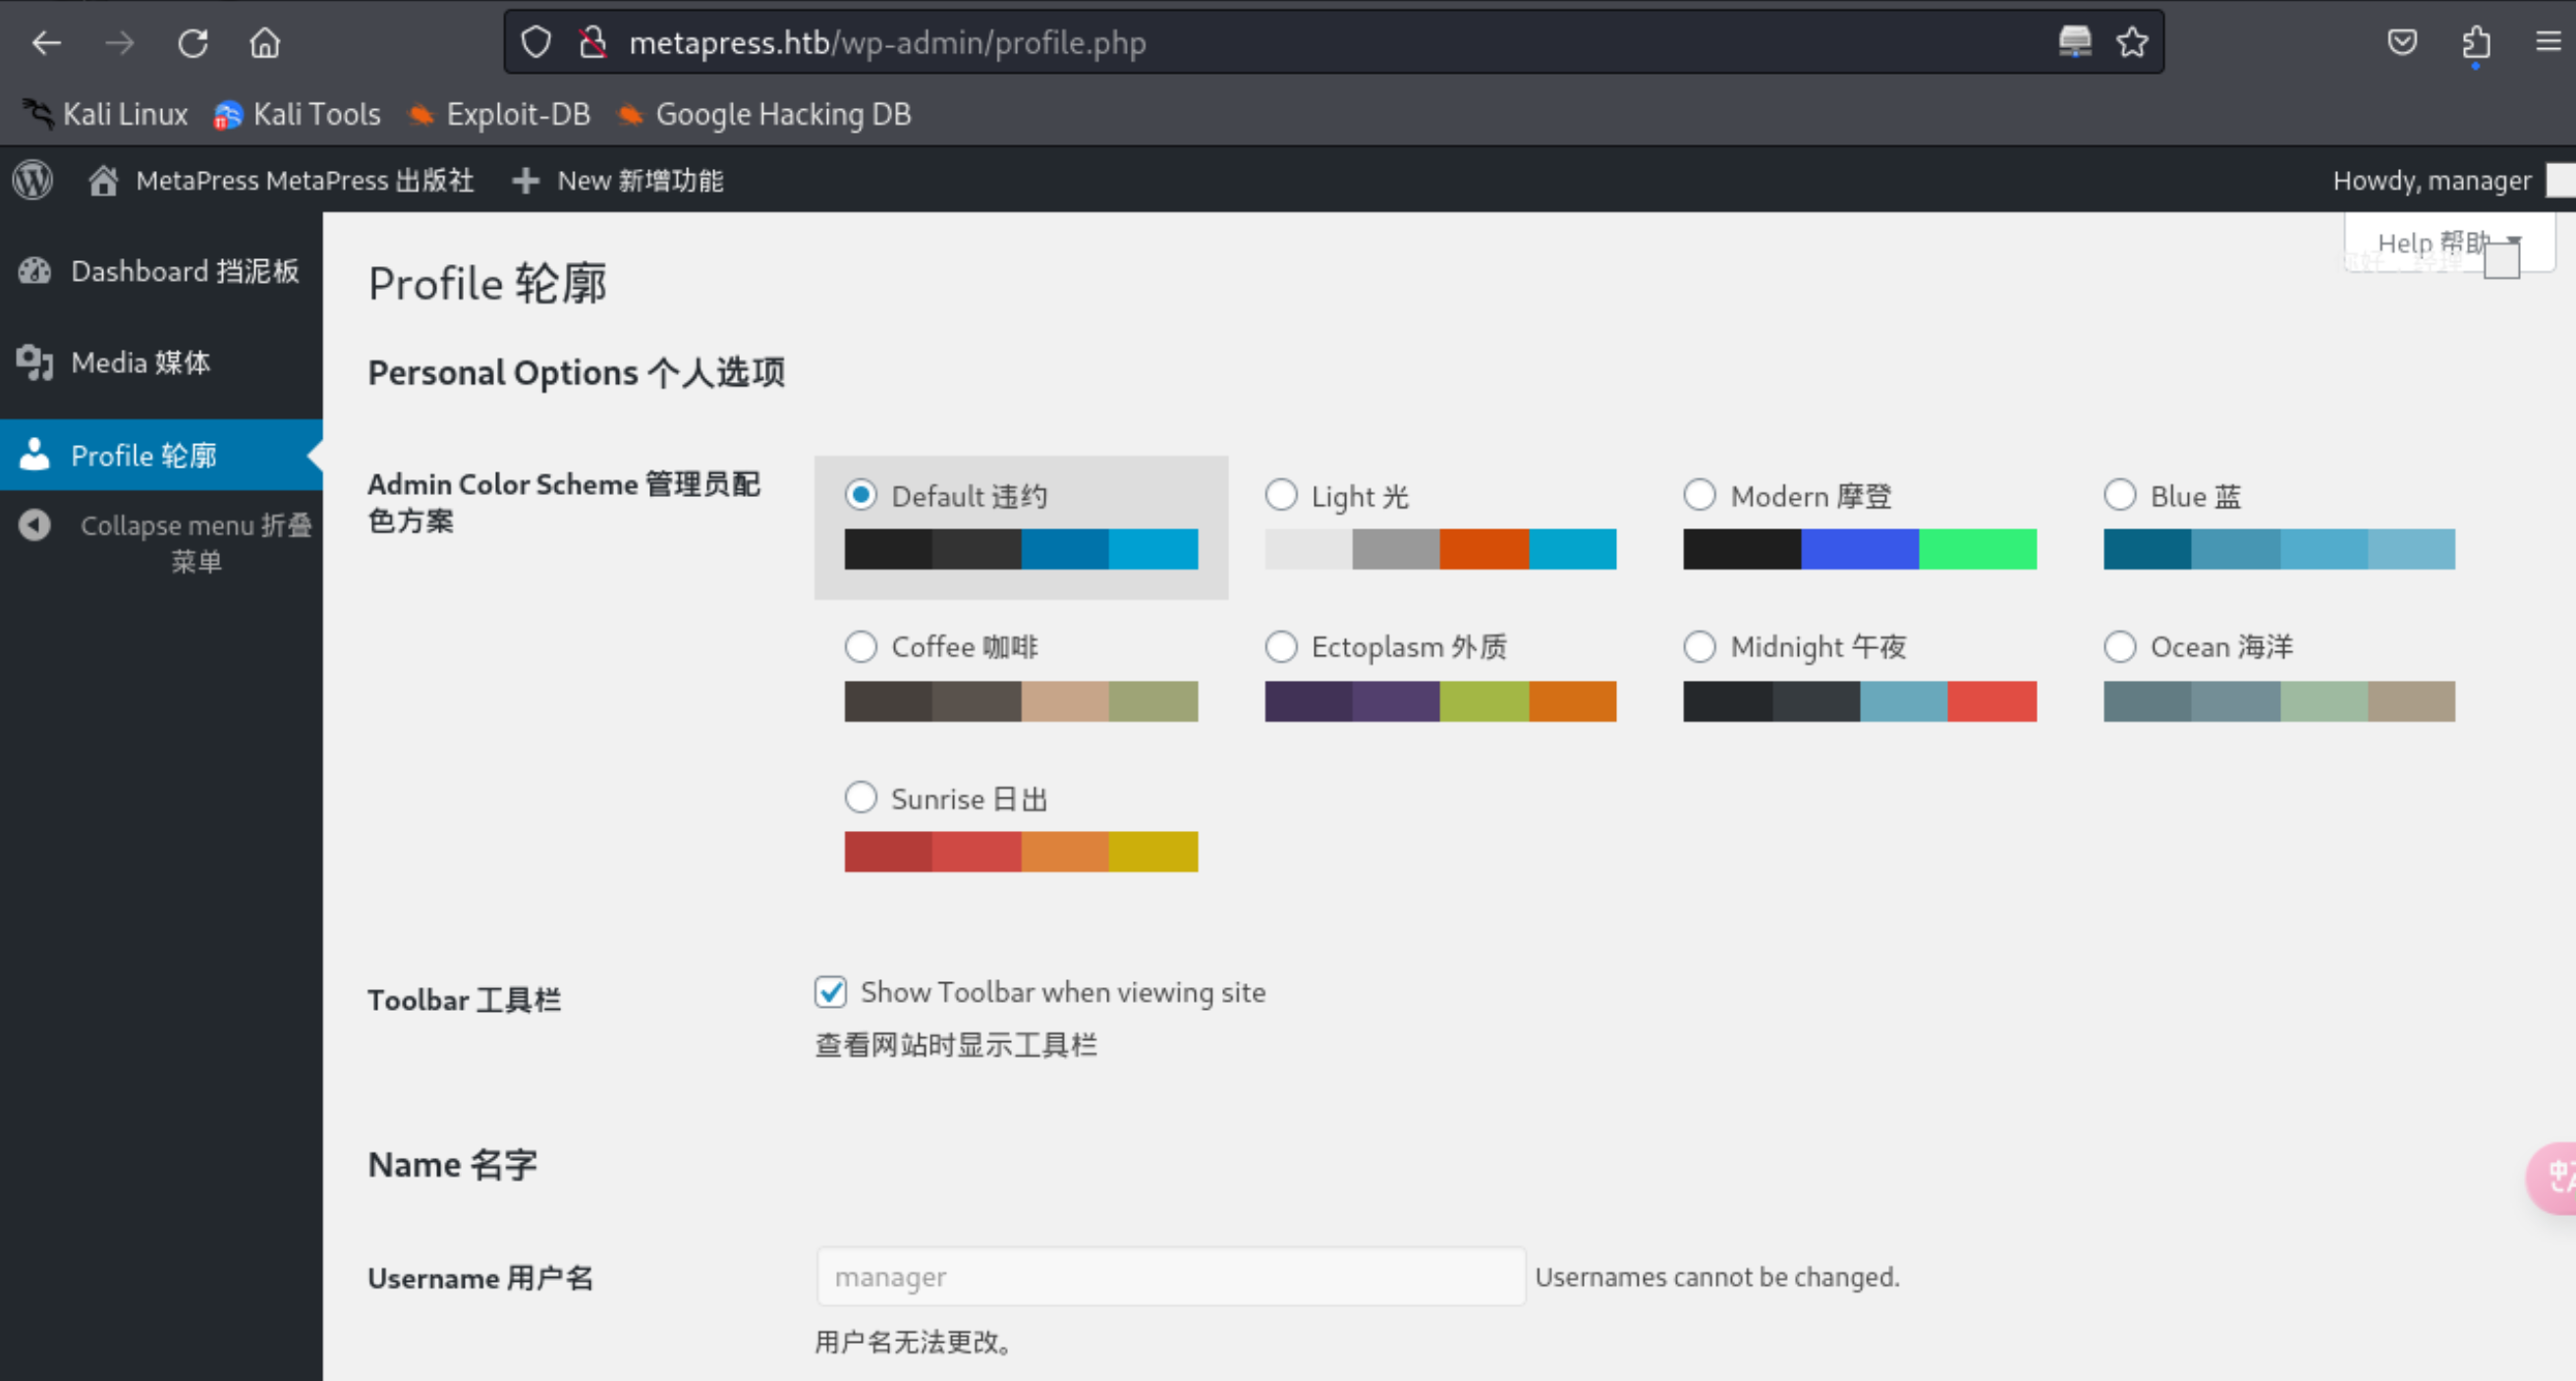 metapress.htb/wp-admin/profile.php
Kali Linux Kali Tools Exploit-DB Google Hacking DB
MetaPress MetaPress 出版社 New 新增功能 Howdy, manager
Help 帮助
Dashboard 挡泥板
Media 媒体
Profile 轮廓
Collapse menu 折叠
菜单
Profile 轮廓
Personal Options 个人选项
Admin Color Scheme 管理员配
色方案
Default 违约 Light 光 Modern 摩登 Blue 蓝
Coffee 咖啡 Ectoplasm 外质 Midnight 午夜 Ocean 海洋
Sunrise 日出
Toolbar 工具栏 Show Toolbar when viewing site
查看网站时显示工具栏
Name 名字
Username 用户名 manager Usernames cannot be changed.
用户名无法更改。